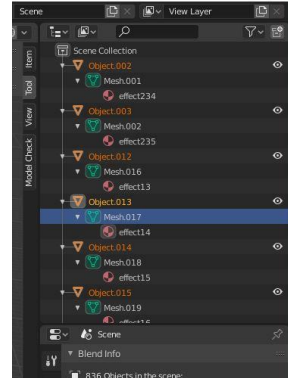 Scene
View Layer
Item
Tool
View
Model Check
Scene Collection
Object.002
Mesh.001
effect234
Object.003
Mesh.002
effect235
Object.012
Mesh.016
effect13
Object.013
Mesh.017
effect14
Object.014
Mesh.018
effect15
Object.015
Mesh.019
effect16
Scene
Blend Info
836 Objects in the scene: